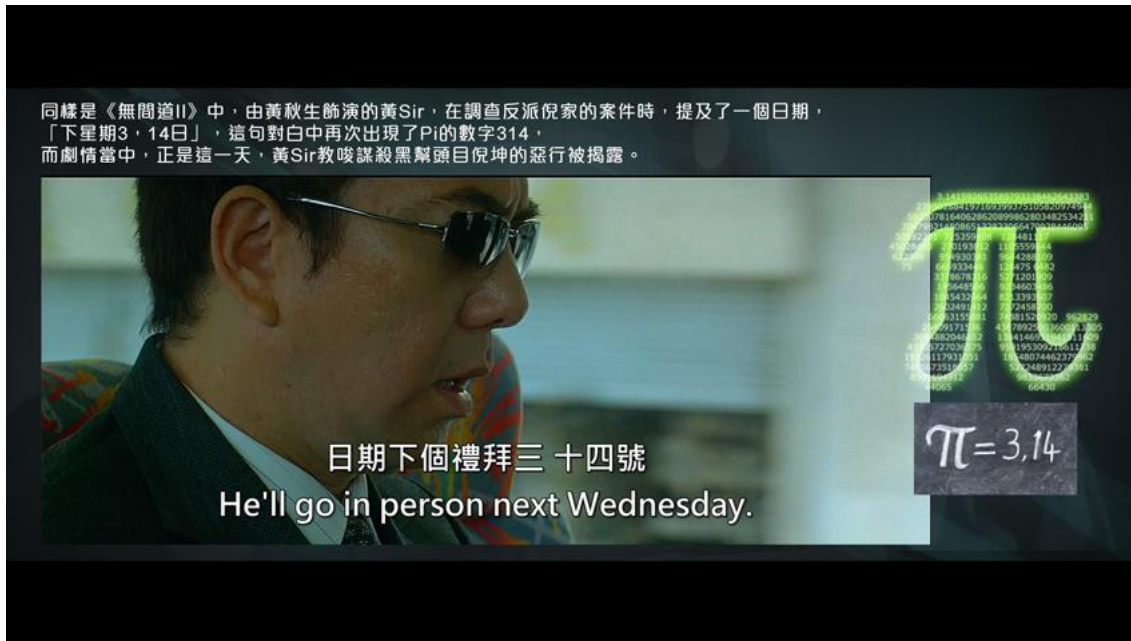 同樣是《無間道II》中，由黃秋生飾演的黃Sir，在調查反派倪家的案件時，提及了一個日期，
「下星期3，14日」，這句對白中再次出現了Pi的數字314，
而劇情當中，正是這一天，黃Sir教唆謀殺黑幫頭目倪坤的惡行被揭露。
日期下個禮拜三 十四號
He'll go in person next Wednesday.
π=3,14